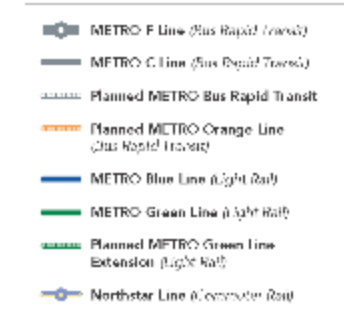 METRO F Line (Bus Rapid Transit)
METRO C Line (Bus Rapid Transit)
Planned METRO Bus Rapid Transit
Planned METRO Orange Line
(Bus Rapid Transit)
METRO Blue Line (Light Rail)
METRO Green Line (Light Rail)
Planned METRO Green Line
Extension (Light Rail)
Northstar Line (Commuter Rail)